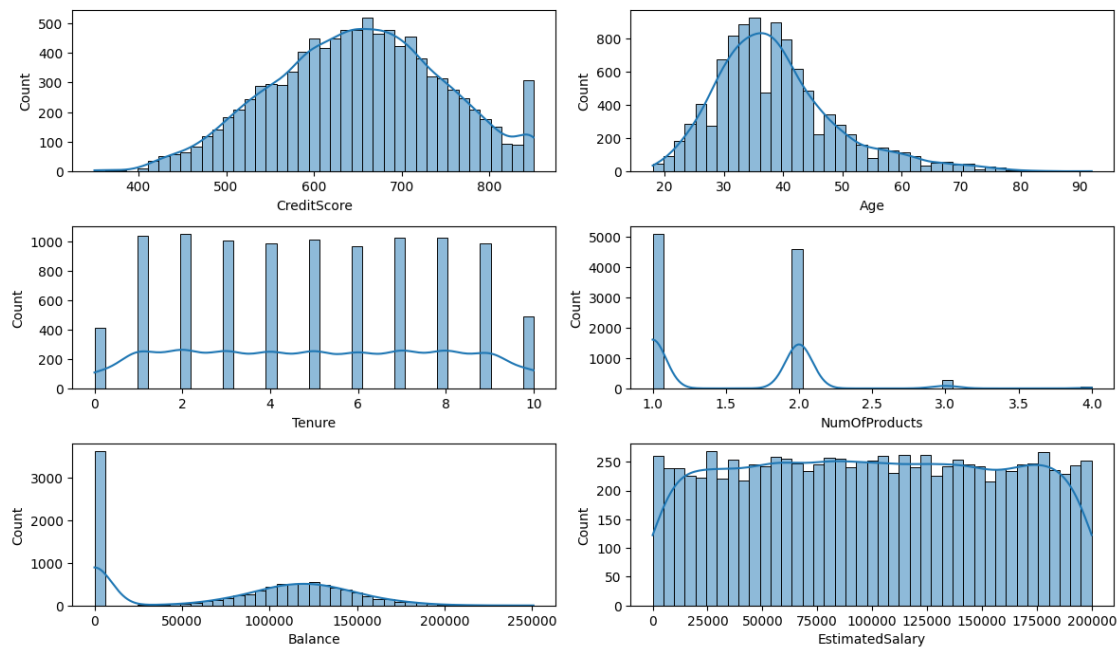 500
400
300
200
100
0
Count
400 500 600 700 800
CreditScore
800
600
400
200
0
Count
20 30 40 50 60 70 80 90
Age
1000
800
600
400
200
0
Count
0 2 4 6 8 10
Tenure
5000
4000
3000
2000
1000
0
Count
1.0 1.5 2.0 2.5 3.0 3.5 4.0
NumOfProducts
3000
2000
1000
0
Count
0 50000 100000 150000 200000 250000
Balance
250
200
150
100
50
0
Count
0 25000 50000 75000 100000 125000 150000 175000 200000
EstimatedSalary